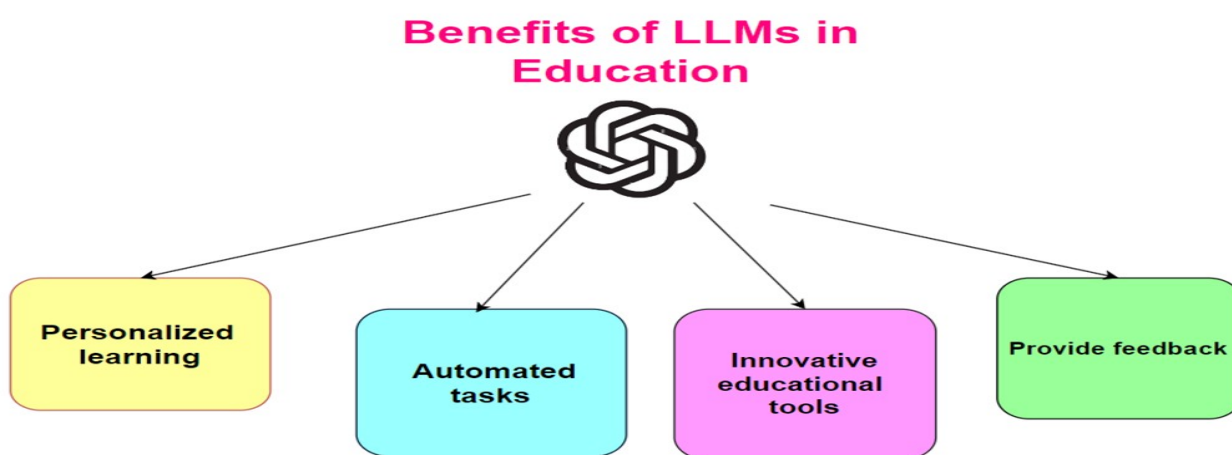 Benefits of LLMs in
Education
Personalized
learning
Automated
tasks
Innovative
educational
tools
Provide feedback